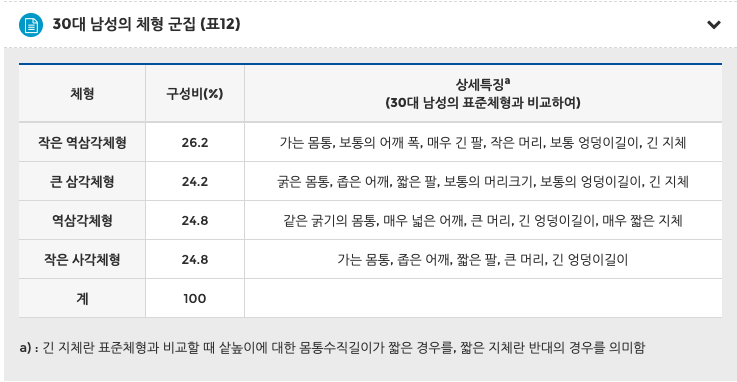 30대 남성의 체형 군집 (표12)
체형 구성비(%) 상세특징a
(30대 남성의 표준체형과 비교하여)
작은 역삼각체형 26.2 가는 몸통, 보통의 어깨 폭, 매우 긴 팔, 작은 머리, 보통 엉덩이길이, 긴 지체
큰 삼각체형 24.2 굵은 몸통, 좁은 어깨, 짧은 팔, 보통의 머리크기, 보통의 엉덩이길이, 긴 지체
역삼각체형 24.8 같은 굵기의 몸통, 매우 넓은 어깨, 큰 머리, 긴 엉덩이길이, 매우 짧은 지체
작은 사각체형 24.8 가는 몸통, 좁은 어깨, 짧은 팔, 큰 머리, 긴 엉덩이길이
계 100
a) : 긴 지체란 표준체형과 비교할 때 샅높이에 대한 몸통수직길이가 짧은 경우를, 짧은 지체란 반대의 경우를 의미함